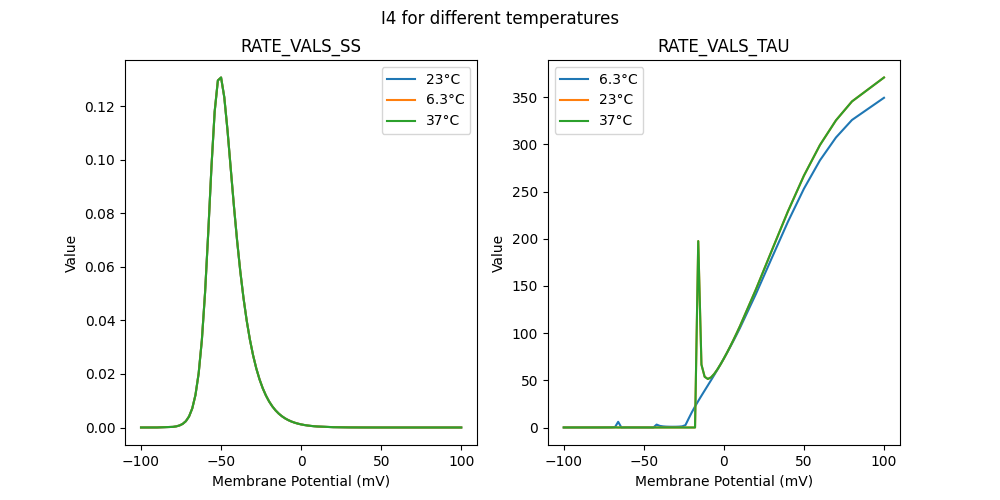 I4 for different temperatures
RATE_VALS_SS
RATE_VALS_TAU
23°C
6.3°C
37°C
6.3°C
23°C
37°C
Value
0.12
0.10
0.08
0.06
0.04
0.02
0.00
−100
−50
0
50
100
Membrane Potential (mV)
Value
350
300
250
200
150
100
50
0
−100
−50
0
50
100
Membrane Potential (mV)